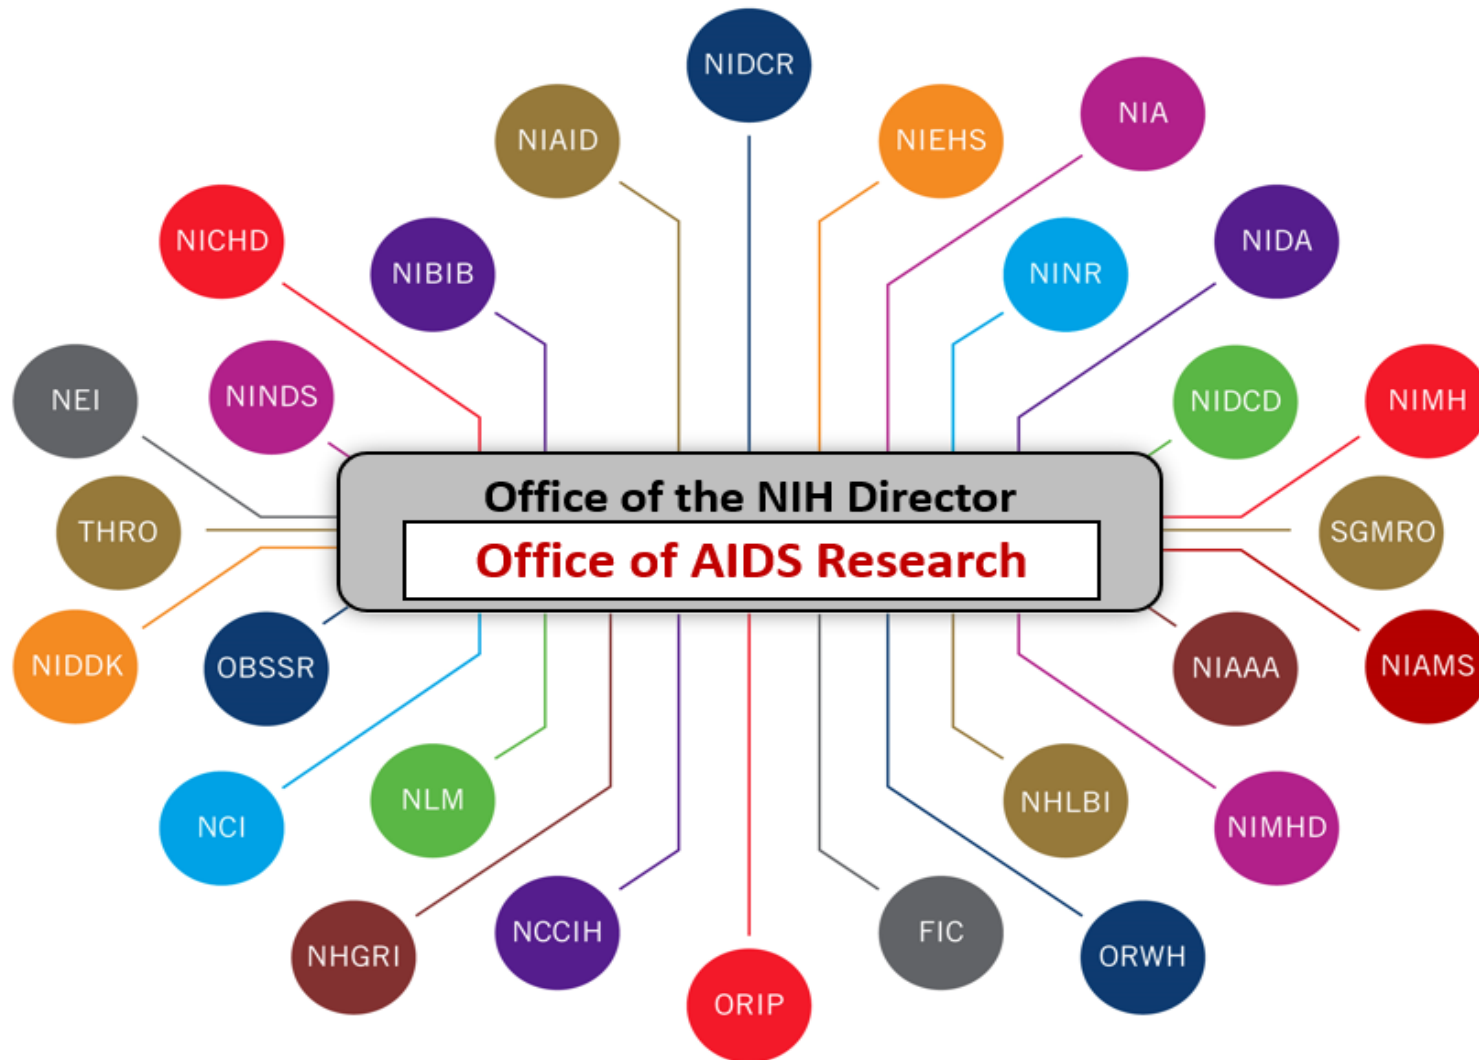 NIDCR
NIA
NIAID
NIEHS
NICHD
NIBIB
NINR
NIDA
NEI
NINDS
NIDCD
NIMH
Office of the NIH Director
Office of AIDS Research
THRO
SGMRO
NIDDK
OBSSR
NIAAA
NIAMS
NCI
NLM
NHLBI
NIMHD
NHGRI
NCCIH
FIC
ORWH
ORIP